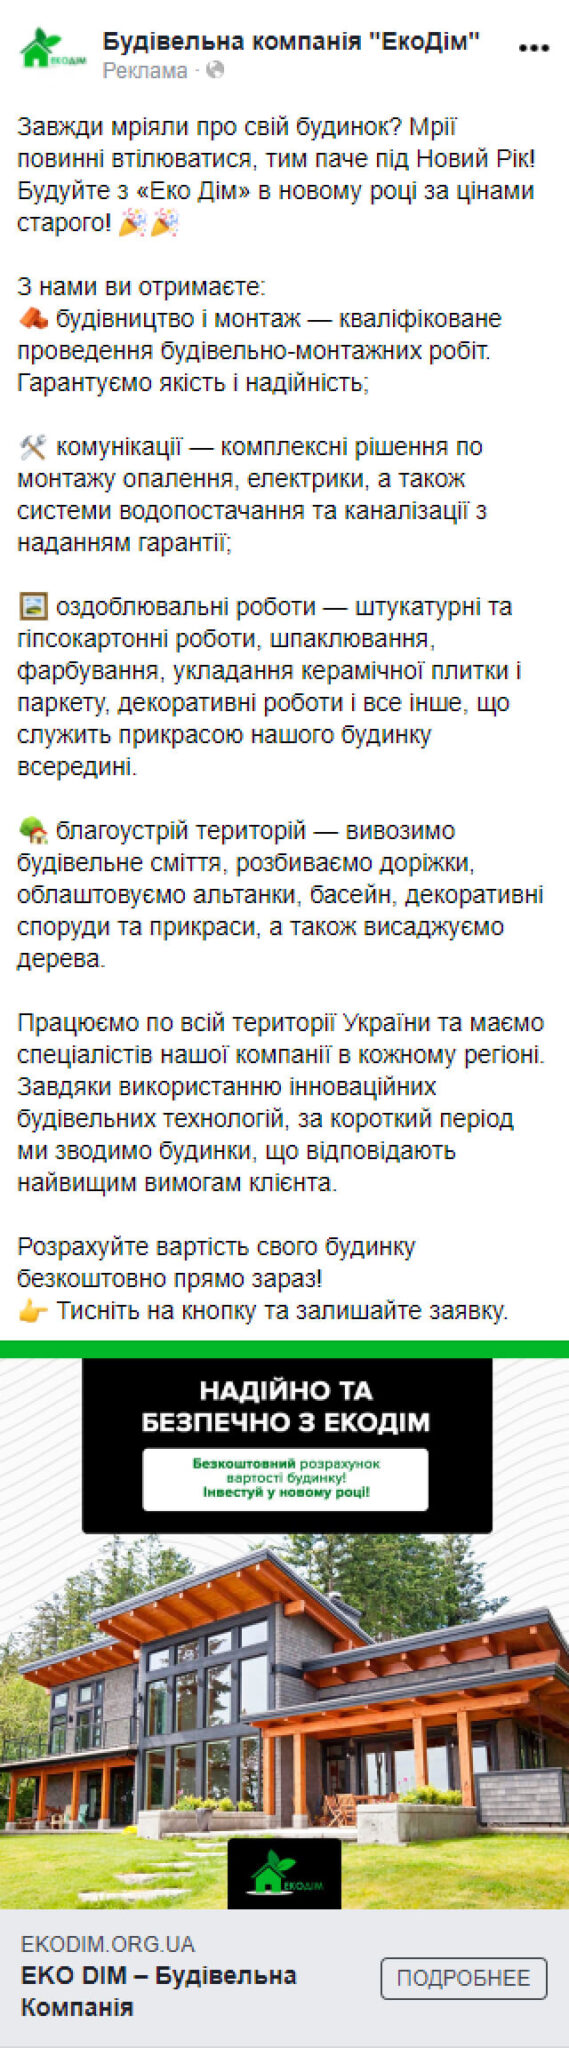 Будівельна компанія "ЕкоДім"
ЕКОДІМ
Реклама ·
Завжди мріяли про свій будинок? Мрії
повинні втілюватися, тим паче під Новий Рік!
Будуйте з «Еко Дім» в новому році за цінами
старого! 🎉🎉
З нами ви отримаєте:
будівництво і монтаж — кваліфіковане
проведення будівельно-монтажних робіт.
Гарантуємо якість і надійність;
🛠 комунікації — комплексні рішення по
монтажу опалення, електрики, а також
системи водопостачання та каналізації з
наданням гарантії;
🖼 оздоблювальні роботи — штукатурні та
гіпсокартонні роботи, шпаклювання,
фарбування, укладання керамічної плитки і
паркету, декоративні роботи і все інше, що
служить прикрасою нашого будинку
всередині.
🏡 благоустрій територій — вивозимо
будівельне сміття, розбиваємо доріжки,
облаштовуємо альтанки, басейн, декоративні
споруди та прикраси, а також висаджуємо
дерева.
Працюємо по всій території України та маємо
спеціалістів нашої компанії в кожному регіоні.
Завдяки використанню інноваційних
будівельних технологій, за короткий період
ми зводимо будинки, що відповідають
найвищим вимогам клієнта.
Розрахуйте вартість свого будинку
безкоштовно прямо зараз!
👉 Тисніть на кнопку та залишайте заявку.
НАДІЙНО ТА
БЕЗПЕЧНО З ЕКОДІМ
Безкоштовний розрахунок
вартості будинку!
Інвестуй у новому році!
ЕКОДІМ
EKODIM.ORG.UA
EKO DIM – Будівельна
Компанія
ПОДРОБНЕЕ